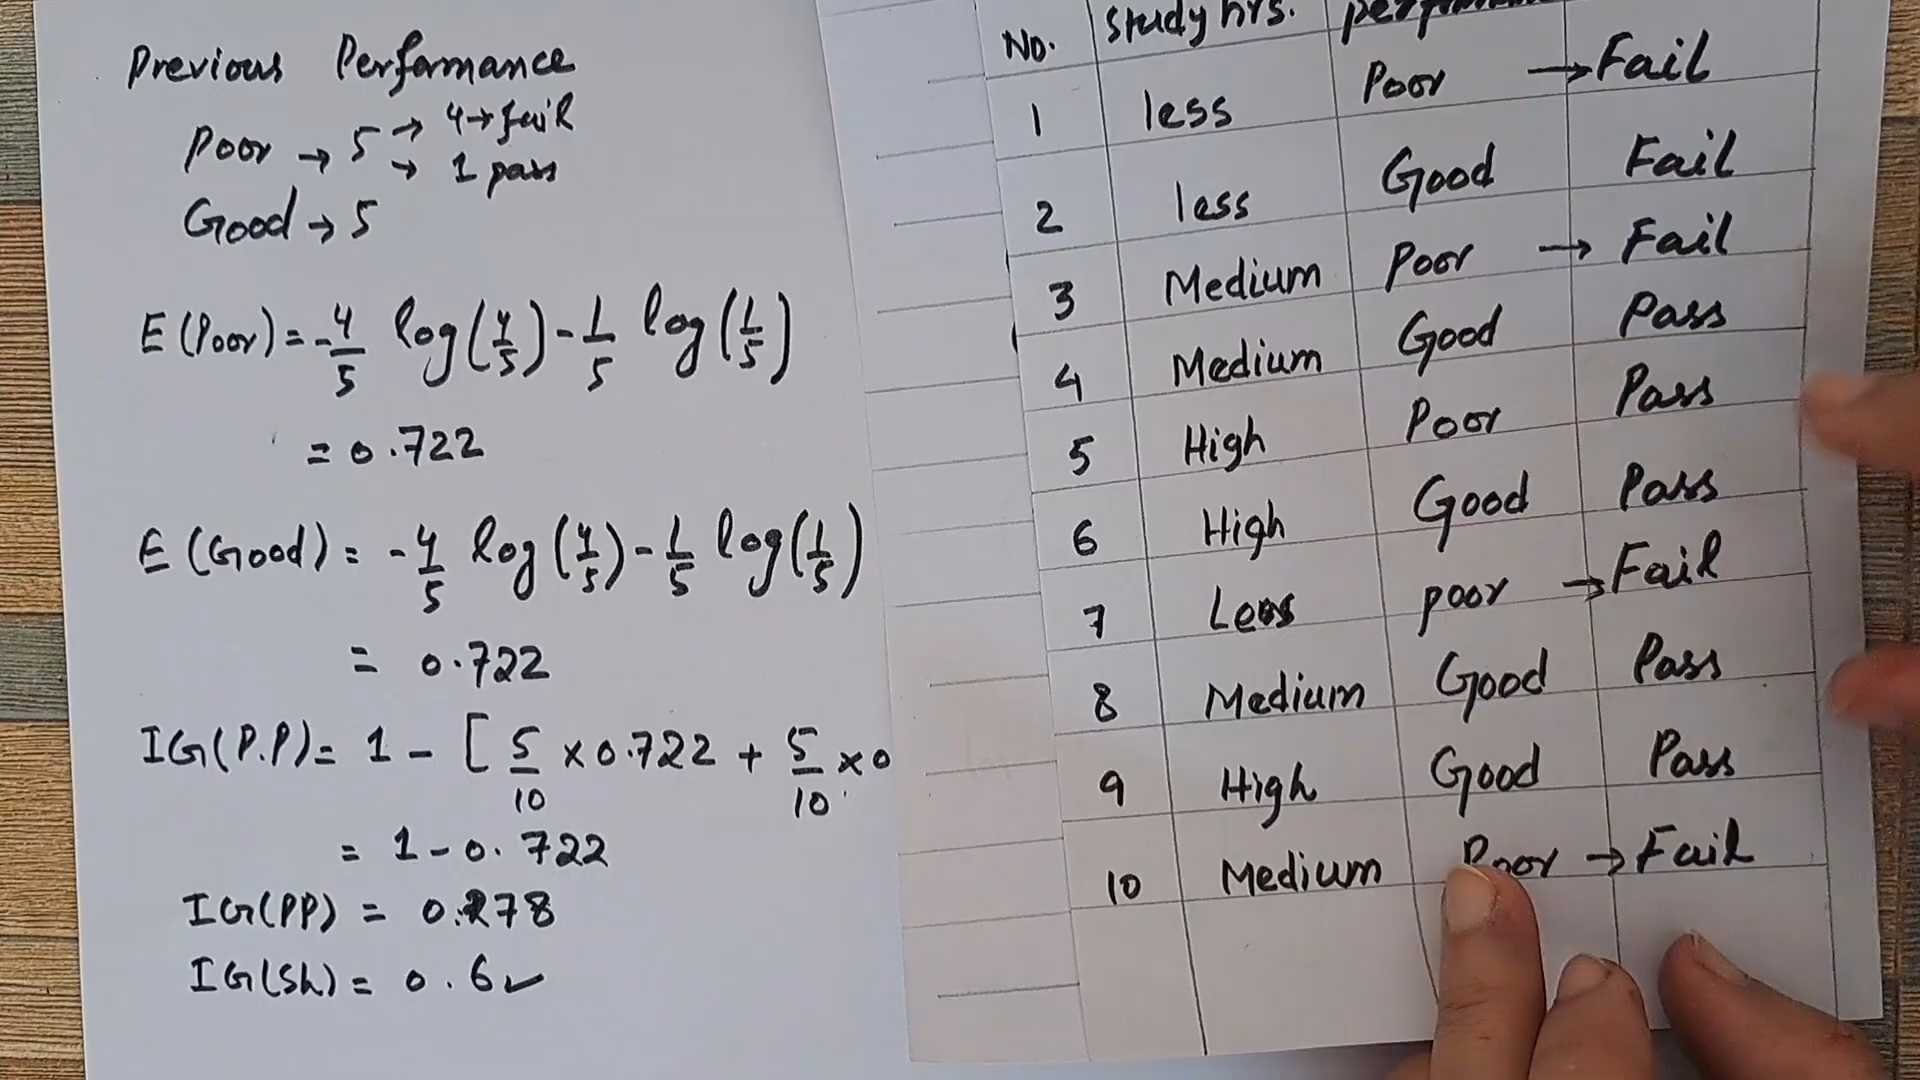 Previous Performance
Poor → 5 → 4→ fail
→ 1 pass
Good → 5
E (Poor) = -4/5 log(4/5) - 1/5 log(1/5)
= 0.722
E (Good) = -4/5 log(4/5) - 1/5 log(1/5)
= 0.722
IG(P.P) = 1 - [ 5/10 x 0.722 + 5/10 x 0
= 1 - 0.722
IG(PP) = 0.278
IG(Sh) = 0.6 ✓
No. Study hrs.
1 less Poor → Fail
2 less Good Fail
3 Medium Poor → Fail
4 Medium Good Pass
5 High Poor Pass
6 High Good Pass
7 Less poor → Fail
8 Medium Good Pass
9 High Good Pass
10 Medium Poor → Fail